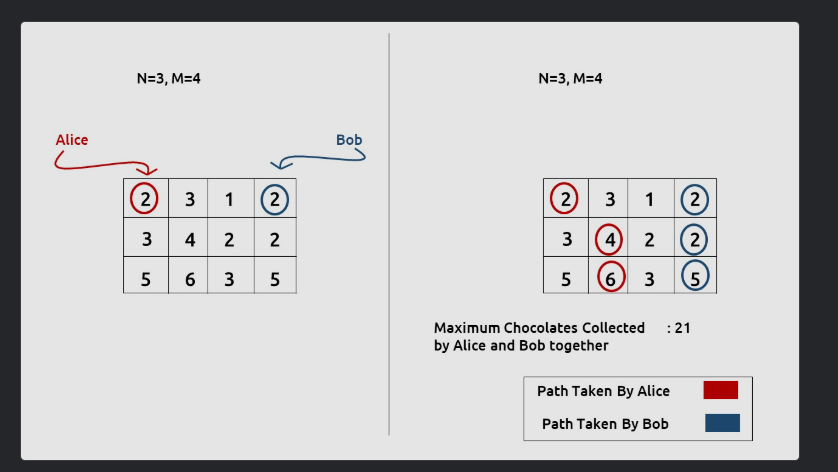 N=3, M=4
Alice
Bob
2 3 1 2
3 4 2 2
5 6 3 5
N=3, M=4
2 3 1 2
3 4 2 2
5 6 3 5
Maximum Chocolates Collected : 21
by Alice and Bob together
Path Taken By Alice
Path Taken By Bob